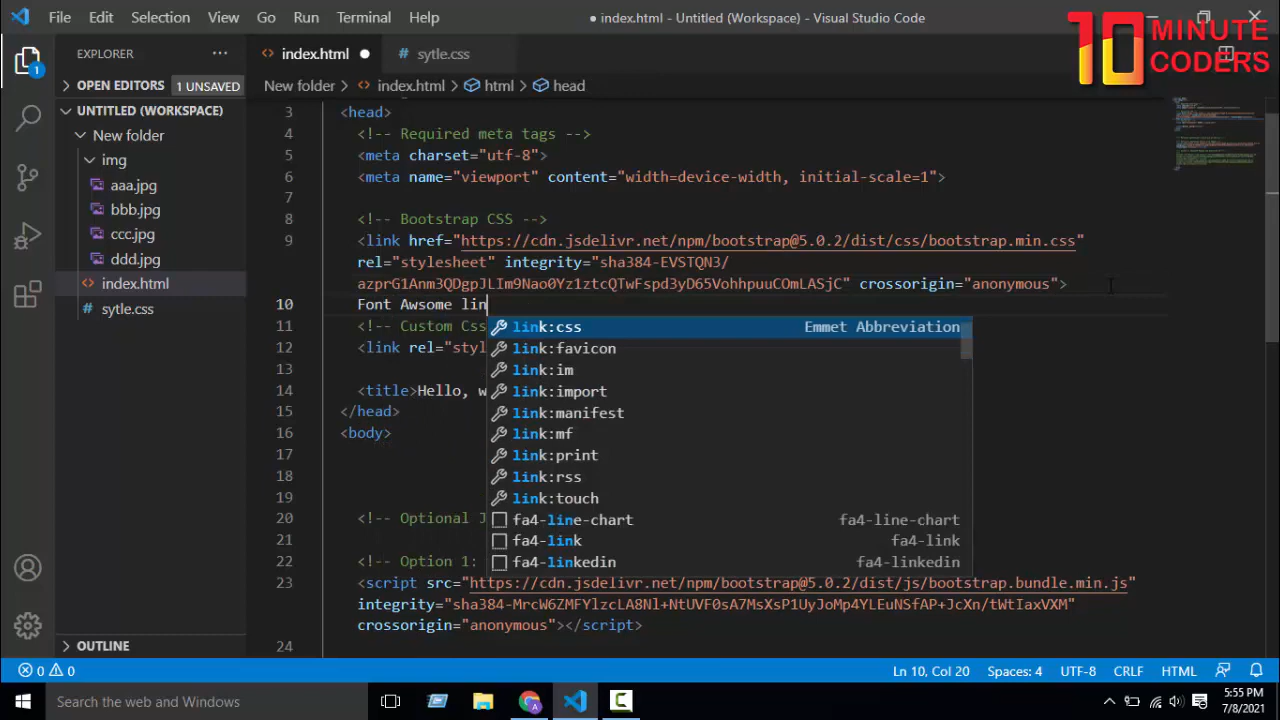 File Edit Selection View Go Run Terminal Help
● index.html - Untitled (Workspace) - Visual Studio Code
10 MINUTE CODERS
EXPLORER ...
index.html ●
# sytle.css
OPEN EDITORS 1 UNSAVED
New folder > index.html > html > head
UNTITLED (WORKSPACE)
New folder
img
aaa.jpg
bbb.jpg
ccc.jpg
ddd.jpg
index.html
sytle.css
OUTLINE
1
3 <head>
4 <!-- Required meta tags -->
5 <meta charset="utf-8">
6 <meta name="viewport" content="width=device-width, initial-scale=1">
7
8 <!-- Bootstrap CSS -->
9 <link href="https://cdn.jsdelivr.net/npm/bootstrap@5.0.2/dist/css/bootstrap.min.css"
rel="stylesheet" integrity="sha384-EVSTQN3/
azprG1Anm3QDgpJLIm9Nao0Yz1ztcQTwFspd3yD65VohhpuuCOmLASjC" crossorigin="anonymous">
10 Font Awsome lin
11 <!-- Custom Css
12 <link rel="styl
13
14 <title>Hello, w
15 </head>
16 <body>
17
18
19
20 <!-- Optional J
21
22 <!-- Option 1:
23 <script src="https://cdn.jsdelivr.net/npm/bootstrap@5.0.2/dist/js/bootstrap.bundle.min.js"
integrity="sha384-MrcW6ZMFYlzcLA8Nl+NtUVF0sA7MsXsP1UyJoMp4YLEuNSfAP+JcXn/tWtIaxVXM"
crossorigin="anonymous"></script>
24
link:css Emmet Abbreviation
link:favicon
link:im
link:import
link:manifest
link:mf
link:print
link:rss
link:touch
fa4-line-chart fa4-line-chart
fa4-link fa4-link
fa4-linkedin fa4-linkedin
0 0 Ln 10, Col 20 Spaces: 4 UTF-8 CRLF HTML
Search the web and Windows
5:55 PM
7/8/2021